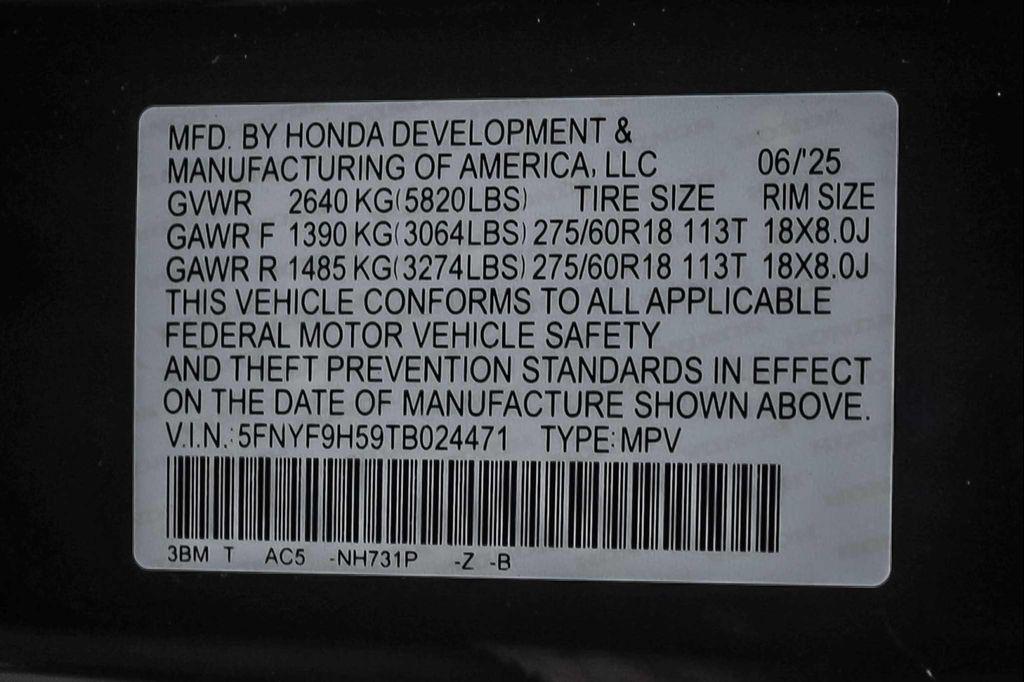 MFD. BY HONDA DEVELOPMENT &
MANUFACTURING OF AMERICA, LLC 06/'25
GVWR 2640 KG(5820LBS) TIRE SIZE RIM SIZE
GAWR F 1390 KG(3064LBS) 275/60R18 113T 18X8.0J
GAWR R 1485 KG(3274LBS) 275/60R18 113T 18X8.0J
THIS VEHICLE CONFORMS TO ALL APPLICABLE
FEDERAL MOTOR VEHICLE SAFETY
AND THEFT PREVENTION STANDARDS IN EFFECT
ON THE DATE OF MANUFACTURE SHOWN ABOVE.
V.I.N.:5FNYF9H59TB024471 TYPE:MPV
3BM T AC5 -NH731P -Z -B